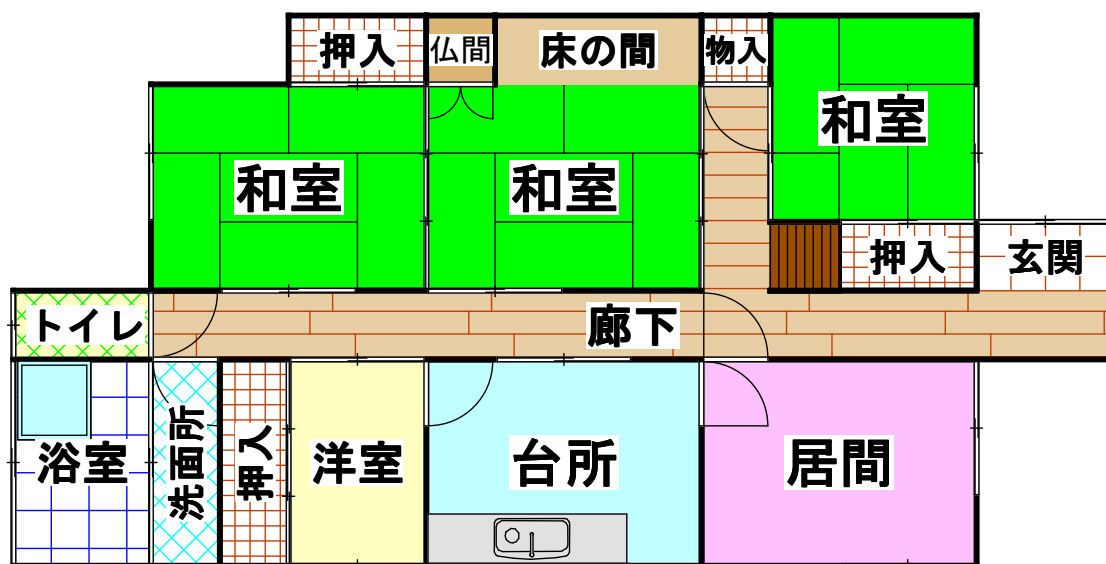 押入
仏間
床の間
物入
和室
和室
和室
押入
玄関
トイレ
廊下
浴室
洗面所
押入
洋室
台所
居間